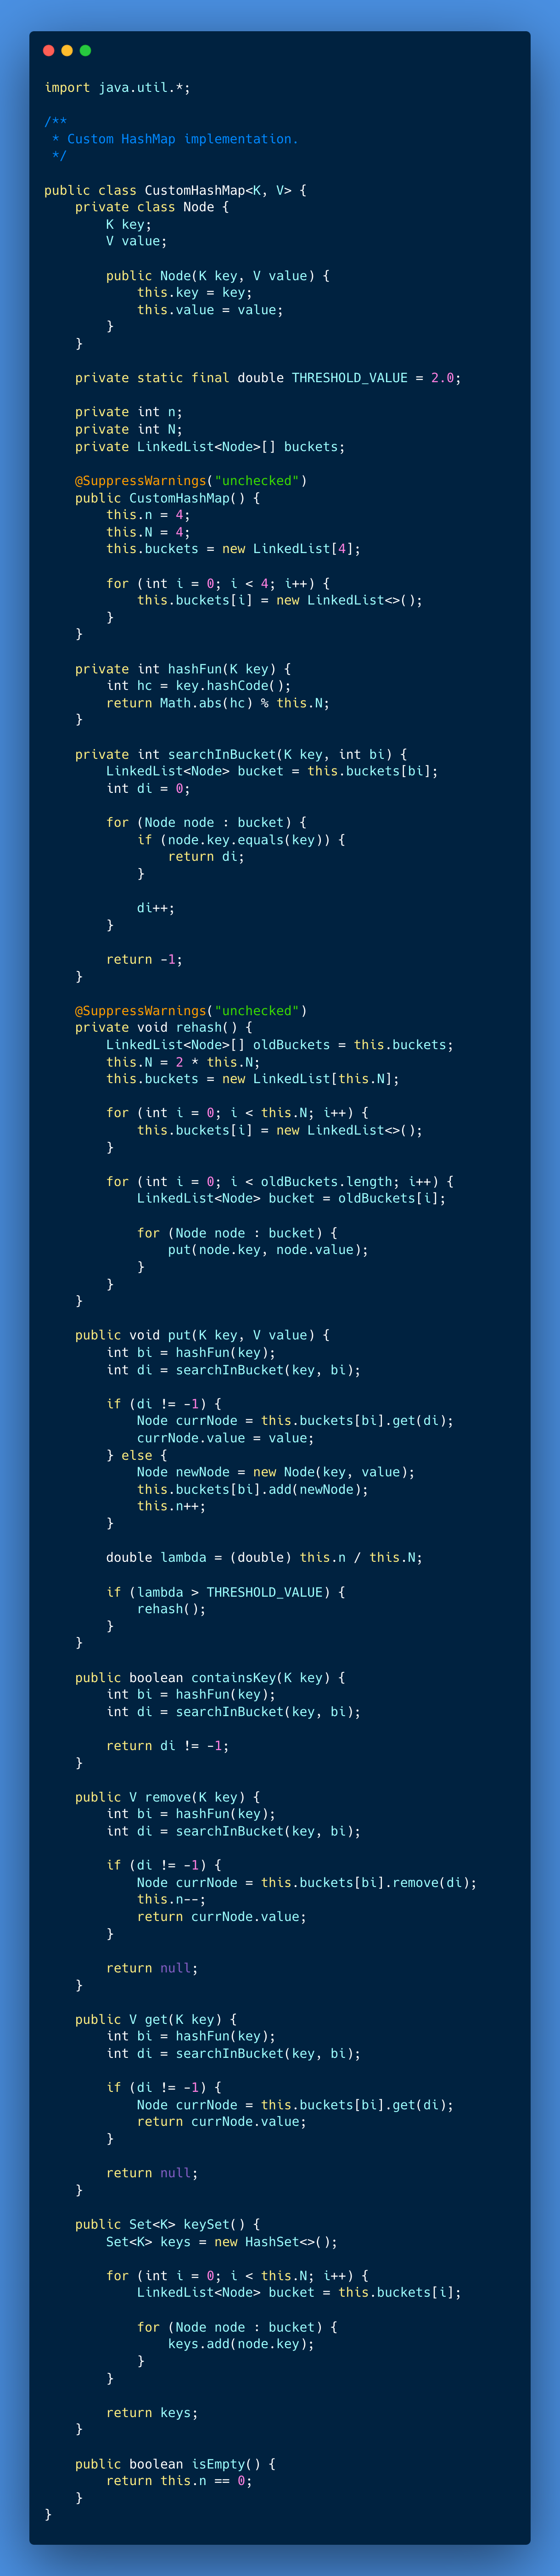 import java.util.*;

/**
 * Custom HashMap implementation.
 */

public class CustomHashMap<K, V> {
    private class Node {
        K key;
        V value;

        public Node(K key, V value) {
            this.key = key;
            this.value = value;
        }
    }

    private static final double THRESHOLD_VALUE = 2.0;

    private int n;
    private int N;
    private LinkedList<Node>[] buckets;

    @SuppressWarnings("unchecked")
    public CustomHashMap() {
        this.n = 4;
        this.N = 4;
        this.buckets = new LinkedList[4];

        for (int i = 0; i < 4; i++) {
            this.buckets[i] = new LinkedList<>();
        }
    }

    private int hashFun(K key) {
        int hc = key.hashCode();
        return Math.abs(hc) % this.N;
    }

    private int searchInBucket(K key, int bi) {
        LinkedList<Node> bucket = this.buckets[bi];
        int di = 0;

        for (Node node : bucket) {
            if (node.key.equals(key)) {
                return di;
            }

            di++;
        }

        return -1;
    }

    @SuppressWarnings("unchecked")
    private void rehash() {
        LinkedList<Node>[] oldBuckets = this.buckets;
        this.N = 2 * this.N;
        this.buckets = new LinkedList[this.N];

        for (int i = 0; i < this.N; i++) {
            this.buckets[i] = new LinkedList<>();
        }

        for (int i = 0; i < oldBuckets.length; i++) {
            LinkedList<Node> bucket = oldBuckets[i];

            for (Node node : bucket) {
                put(node.key, node.value);
            }
        }
    }

    public void put(K key, V value) {
        int bi = hashFun(key);
        int di = searchInBucket(key, bi);

        if (di != -1) {
            Node currNode = this.buckets[bi].get(di);
            currNode.value = value;
        } else {
            Node newNode = new Node(key, value);
            this.buckets[bi].add(newNode);
            this.n++;
        }

        double lambda = (double) this.n / this.N;

        if (lambda > THRESHOLD_VALUE) {
            rehash();
        }
    }

    public boolean containsKey(K key) {
        int bi = hashFun(key);
        int di = searchInBucket(key, bi);

        return di != -1;
    }

    public V remove(K key) {
        int bi = hashFun(key);
        int di = searchInBucket(key, bi);

        if (di != -1) {
            Node currNode = this.buckets[bi].remove(di);
            this.n--;
            return currNode.value;
        }

        return null;
    }

    public V get(K key) {
        int bi = hashFun(key);
        int di = searchInBucket(key, bi);

        if (di != -1) {
            Node currNode = this.buckets[bi].get(di);
            return currNode.value;
        }

        return null;
    }

    public Set<K> keySet() {
        Set<K> keys = new HashSet<>();

        for (int i = 0; i < this.N; i++) {
            LinkedList<Node> bucket = this.buckets[i];

            for (Node node : bucket) {
                keys.add(node.key);
            }
        }

        return keys;
    }

    public boolean isEmpty() {
        return this.n == 0;
    }
}